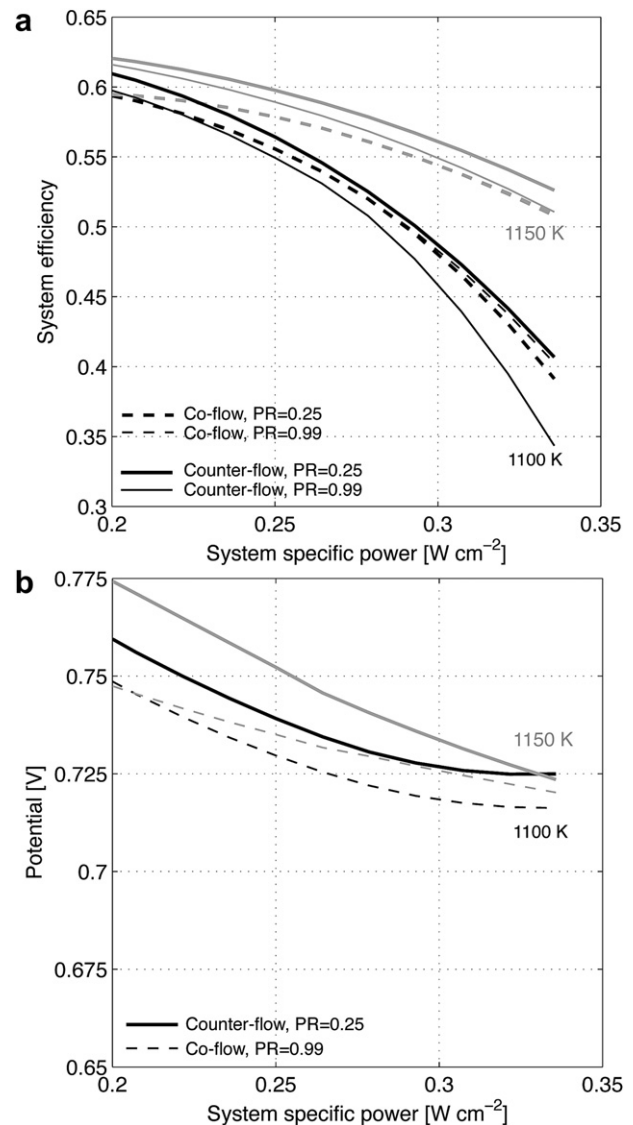 a
0.65
0.6
0.55
0.5
0.45
0.4
0.35
0.3
System efficiency
1150 K
1100 K
Co-flow, PR=0.25
Co-flow, PR=0.99
Counter-flow, PR=0.25
Counter-flow, PR=0.99
0.2 0.25 0.3 0.35
System specific power [W cm⁻²]
b
0.775
0.75
0.725
0.7
0.675
0.65
Potential [V]
1150 K
1100 K
Counter-flow, PR=0.25
Co-flow, PR=0.99
0.2 0.25 0.3 0.35
System specific power [W cm⁻²]